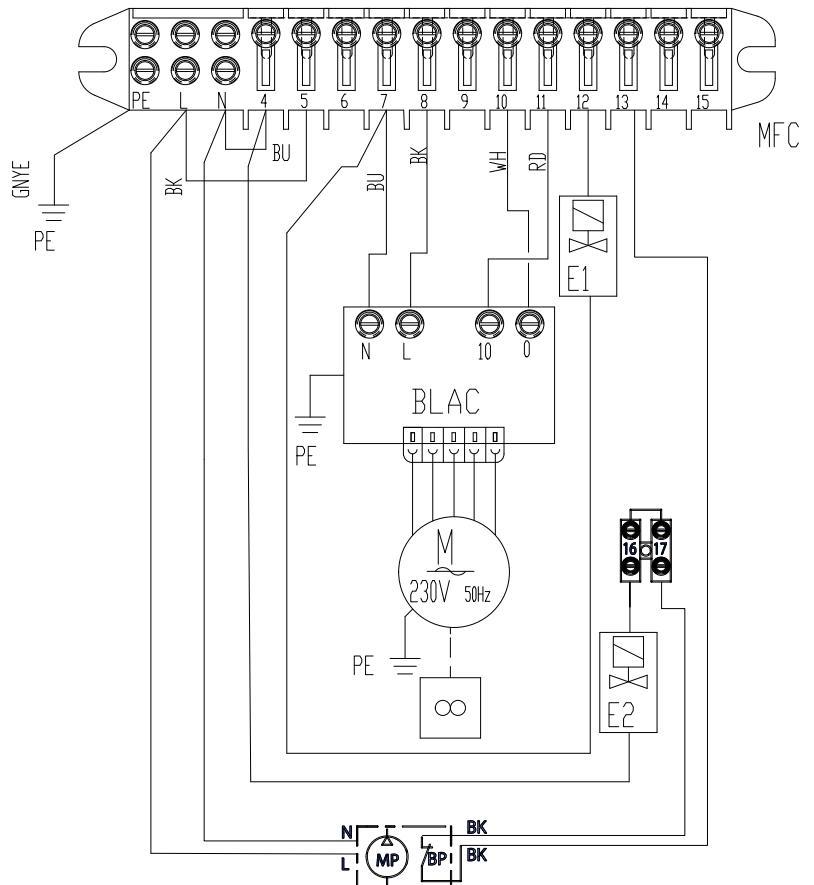 PE L N 4 5 6 7 8 9 10 11 12 13 14 15
MFC
GNYE
PE
BK
BU
BU
BK
WH
RD
E1
N L 10 0
BLAC
PE
16 17
M
230V 50Hz
PE
E2
N
L
MP
BP
BK
BK